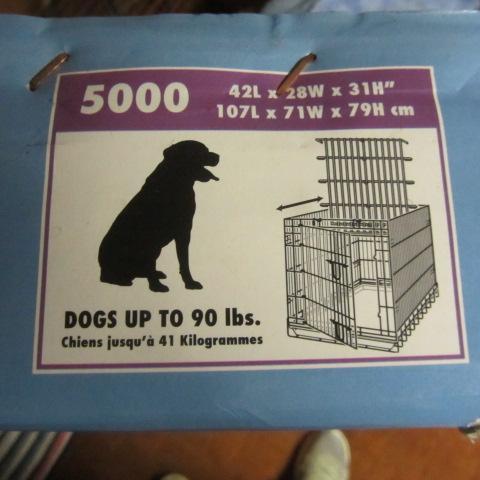 5000
42L x 28W x 31H"
107L x 71W x 79H cm
DOGS UP TO 90 lbs.
Chiens jusqu'à 41 Kilogrammes